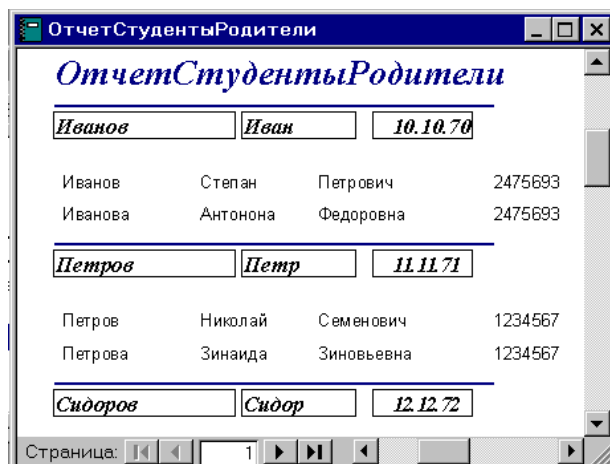 ОтчетСтудентыРодители
ОтчетСтудентыРодители
Иванов Иван 10.10.70
Иванов Степан Петрович 2475693
Иванова Антонона Федоровна 2475693
Петров Петр 11.11.71
Петров Николай Семенович 1234567
Петрова Зинаида Зиновьевна 1234567
Сидоров Сидор 12.12.72
Страница: 1